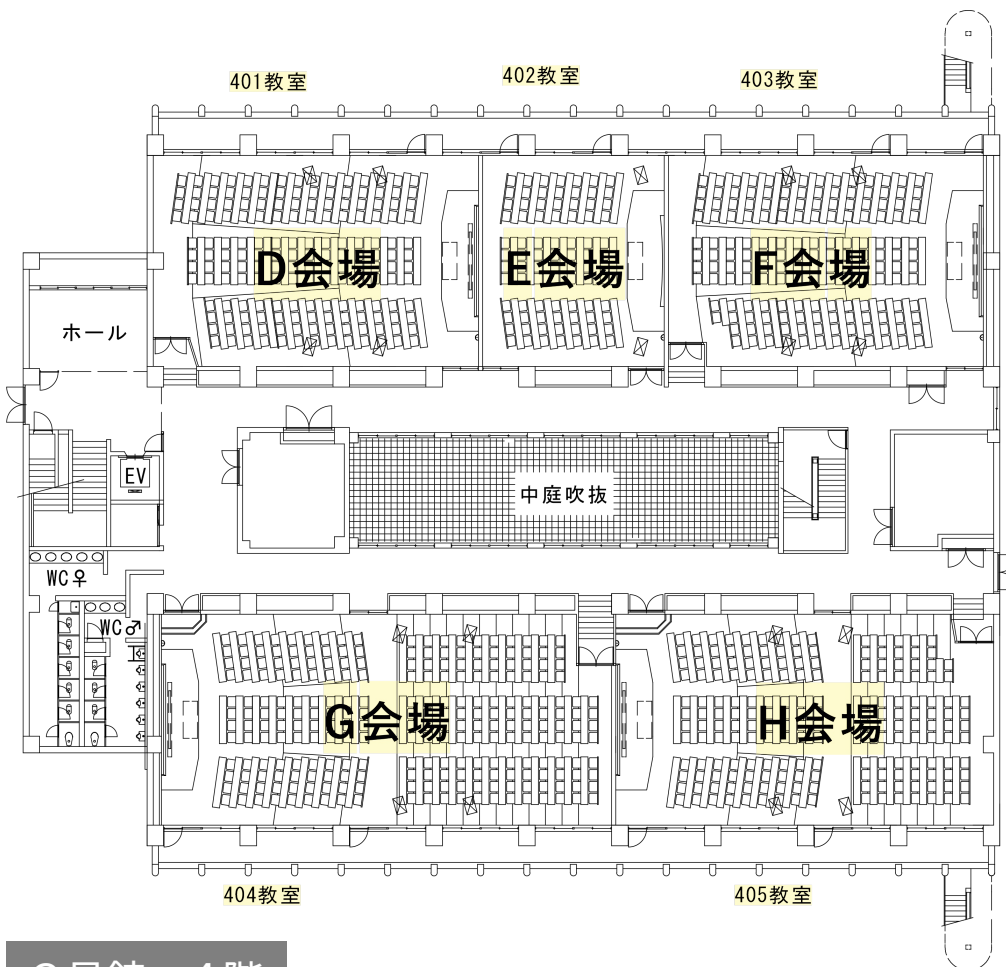 401教室
402教室
403教室
D会場
E会場
F会場
ホール
EV
中庭吹抜
WC♀
WC♂
G会場
H会場
404教室
405教室